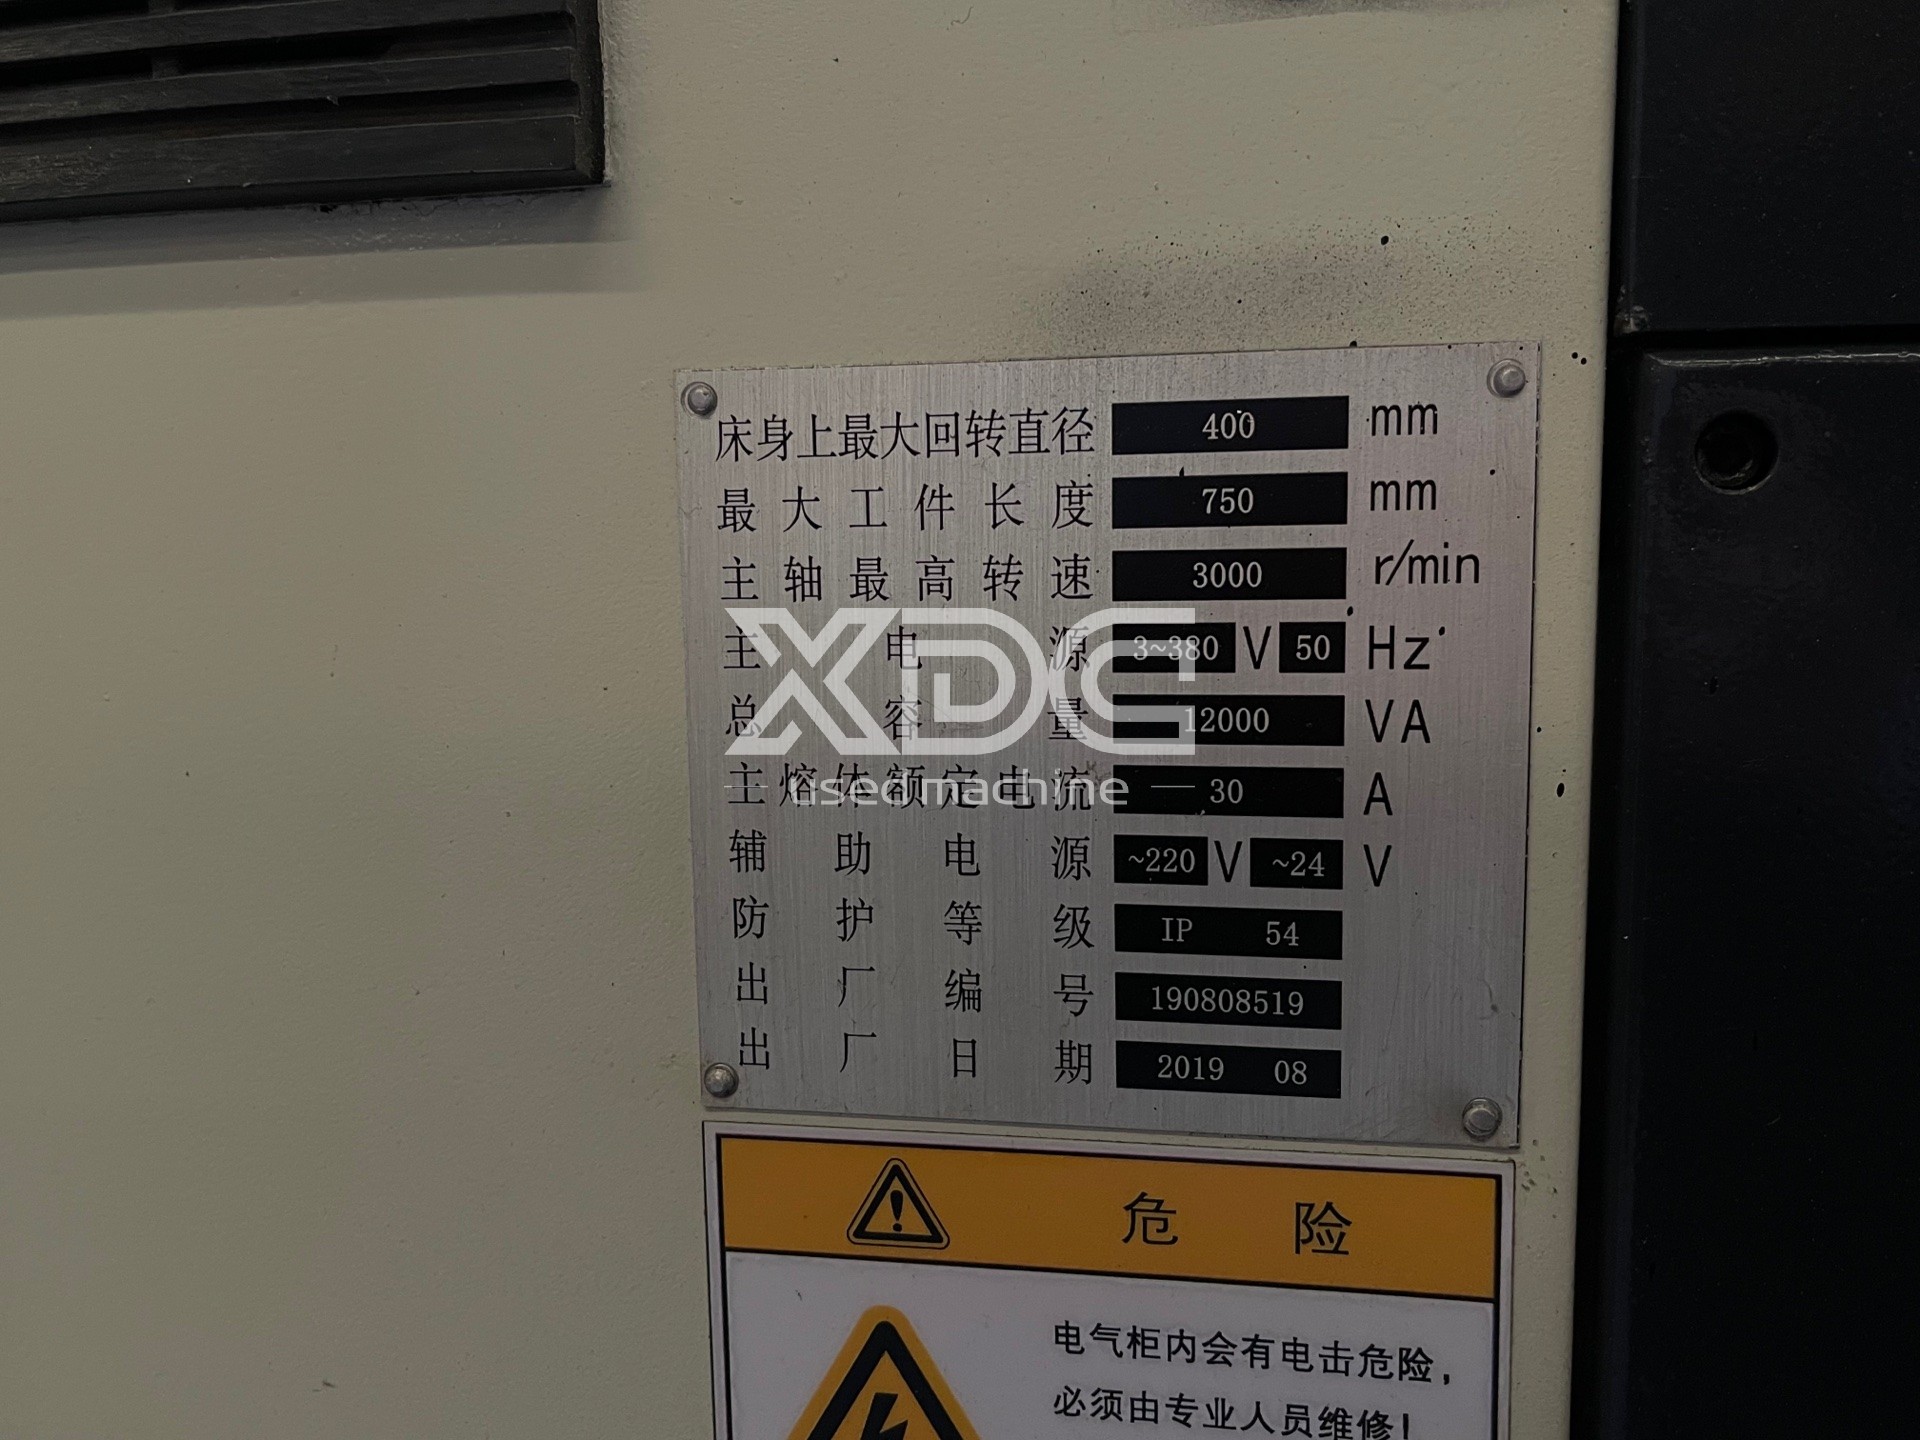 床身上最大回转直径 400 mm
最大工件长度 750 mm
主轴最高转速 3000 r/min
主电源 3~380 V 50 Hz
总容量 12000 VA
主熔体额定电流 30 A
辅助电源 ~220 V ~24 V
防护等级 IP 54
出厂编号 190808519
出厂日期 2019 08
XDC
usedmachine
危险
电气柜内会有电击危险，
必须由专业人员维修！